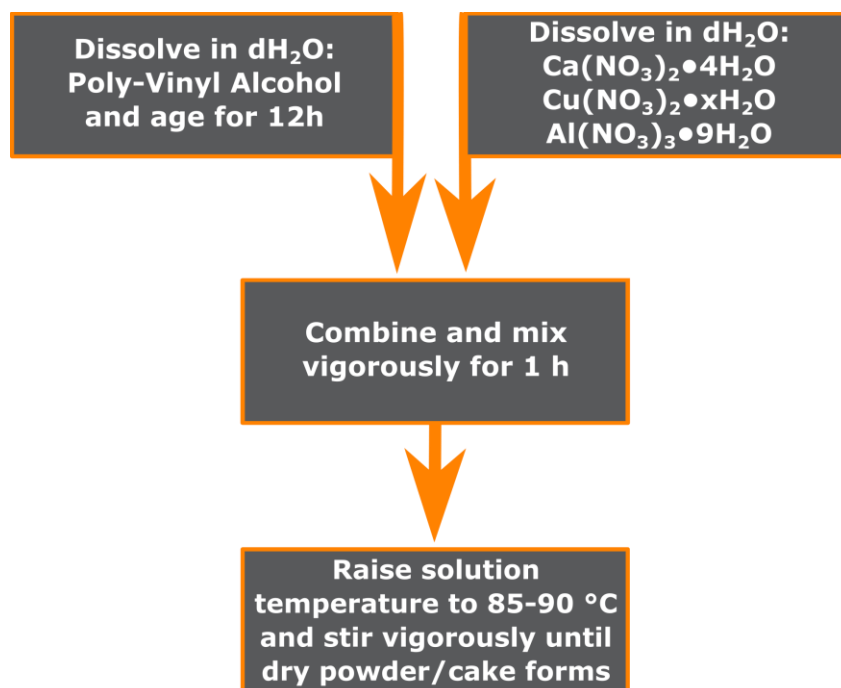 Dissolve in dH₂O:
Poly-Vinyl Alcohol
and age for 12h
Dissolve in dH₂O:
Ca(NO₃)₂●4H₂O
Cu(NO₃)₂●xH₂O
Al(NO₃)₃●9H₂O
Combine and mix
vigorously for 1 h
Raise solution
temperature to 85-90 °C
and stir vigorously until
dry powder/cake forms